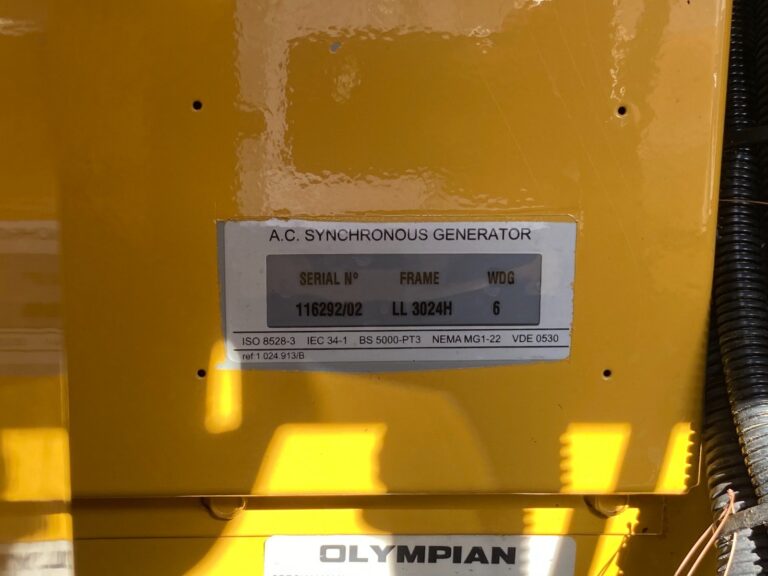 A.C. SYNCHRONOUS GENERATOR
SERIAL Nº FRAME WDG
116292/02 LL 3024H 6
ISO 8528-3 IEC 34-1 BS 5000-PT3 NEMA MG1-22 VDE 0530
ref 1 024 913/B
OLYMPIAN